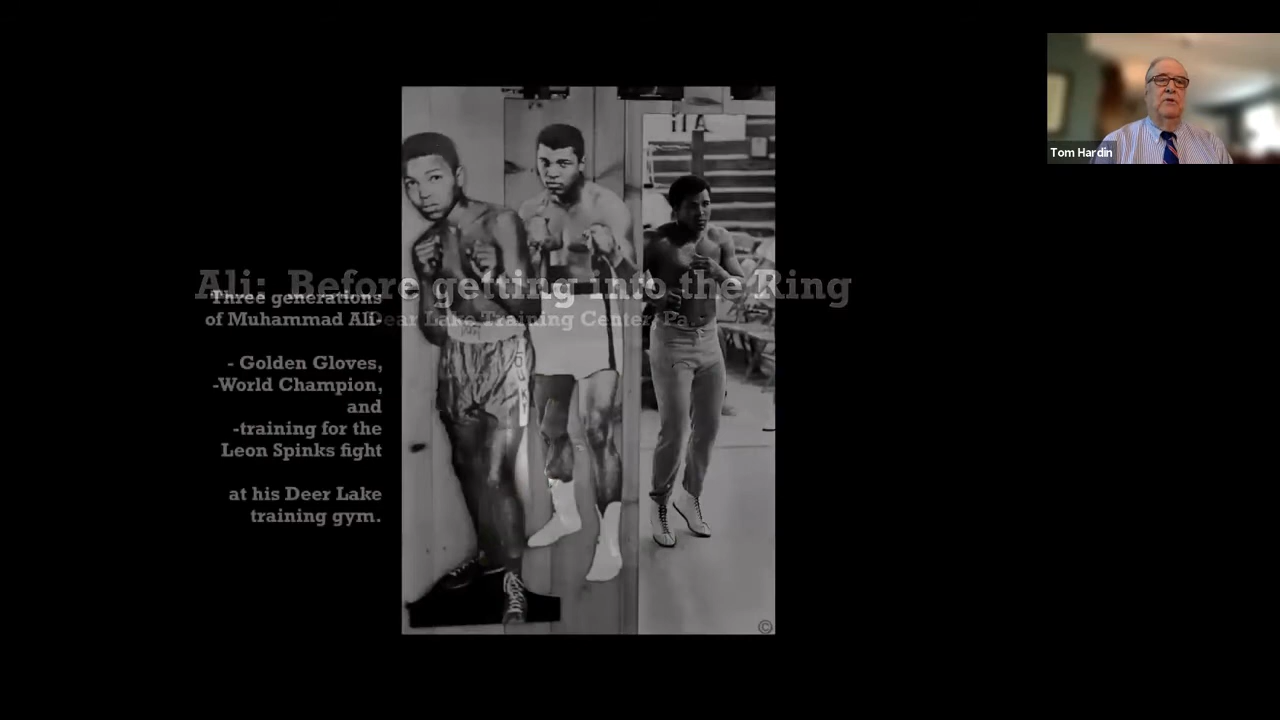 Tom Hardin
Ali: Before getting into the Ring
Dear Lake Training Center, Pa
Three generations
of Muhammad Ali-
- Golden Gloves,
-World Champion,
and
-training for the
Leon Spinks fight
at his Deer Lake
training gym.
©